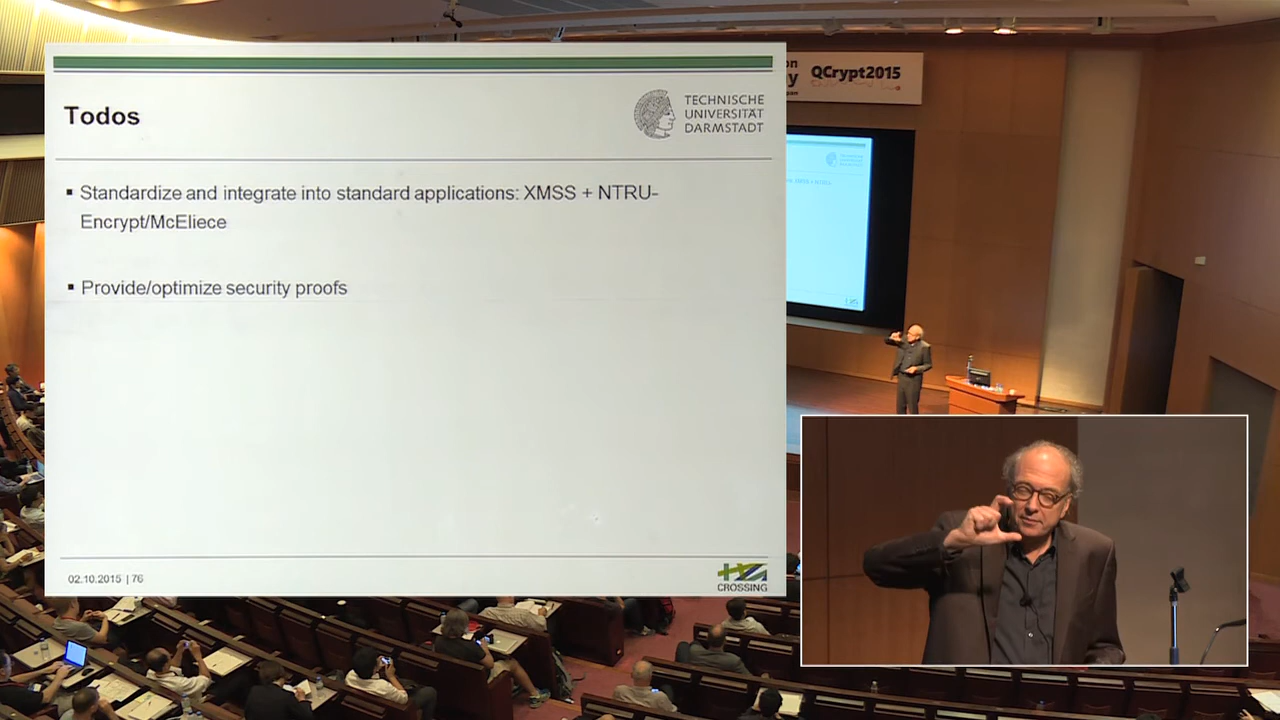 Todos
TECHNISCHE
UNIVERSITÄT
DARMSTADT
▪ Standardize and integrate into standard applications: XMSS + NTRU-
Encrypt/McEliece
▪ Provide/optimize security proofs
02.10.2015 | 76
CROSSING
QCrypt2015